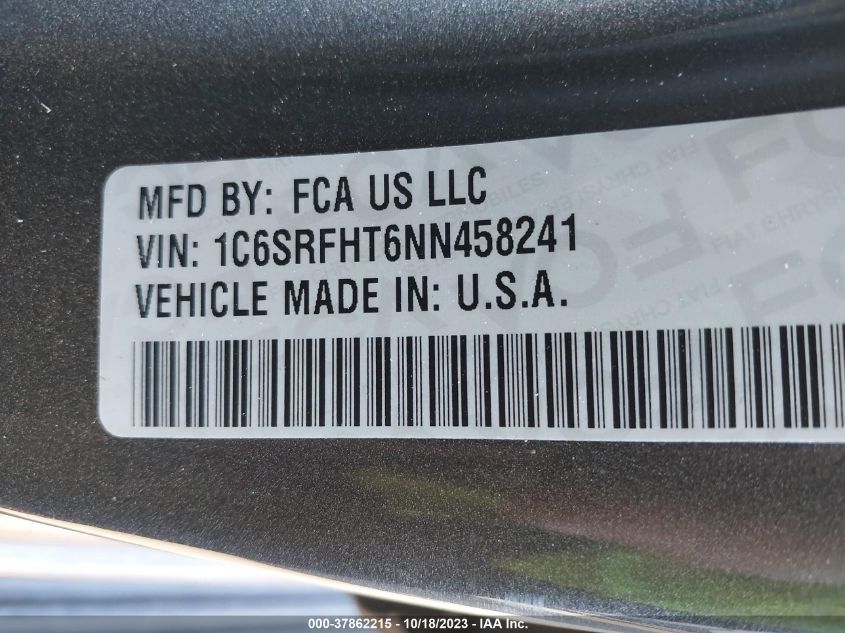 MFD BY: FCA US LLC
VIN: 1C6SRFHT6NN458241
VEHICLE MADE IN: U.S.A.
000-37862215 - 10/18/2023 - IAA Inc.